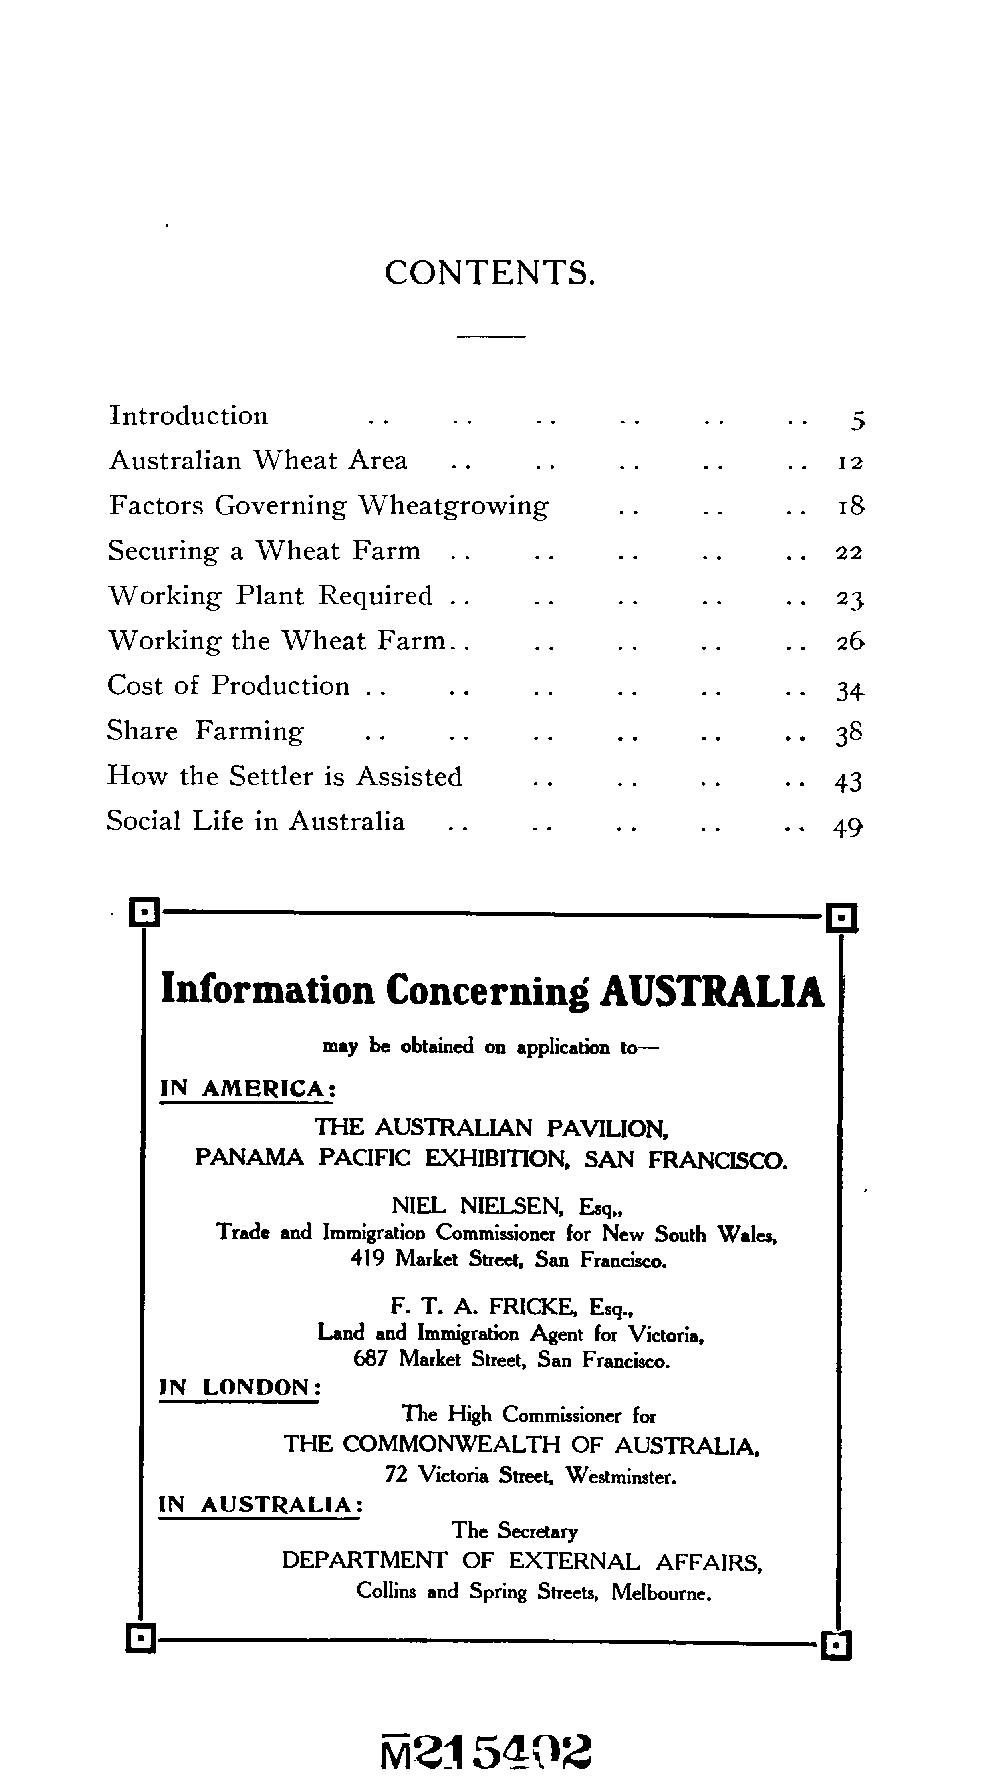 CONTENTS.
Introduction .. .. .. .. .. .. 5
Australian Wheat Area .. .. .. .. .. 12
Factors Governing Wheatgrowing .. .. .. 18
Securing a Wheat Farm .. .. .. .. .. 22
Working Plant Required .. .. .. .. .. 23
Working the Wheat Farm .. .. .. .. .. 26
Cost of Production .. .. .. .. .. .. 34
Share Farming .. .. .. .. .. .. 38
How the Settler is Assisted .. .. .. .. 43
Social Life in Australia .. .. .. .. .. 49
Information Concerning AUSTRALIA
may be obtained on application to—
IN AMERICA:
THE AUSTRALIAN PAVILION,
PANAMA PACIFIC EXHIBITION, SAN FRANCISCO.
NIEL NIELSEN, Esq.,
Trade and Immigration Commissioner for New South Wales,
419 Market Street, San Francisco.
F. T. A. FRICKE, Esq.,
Land and Immigration Agent for Victoria,
687 Market Street, San Francisco.
IN LONDON:
The High Commissioner for
THE COMMONWEALTH OF AUSTRALIA,
72 Victoria Street, Westminster.
IN AUSTRALIA:
The Secretary
DEPARTMENT OF EXTERNAL AFFAIRS,
Collins and Spring Streets, Melbourne.
M215402